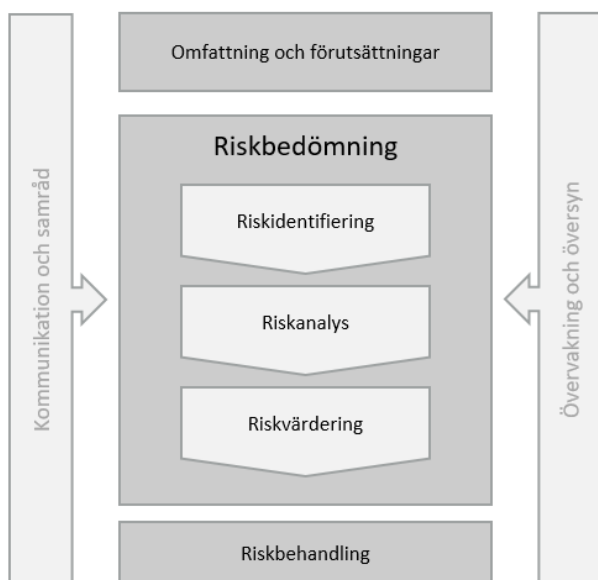 Omfattning och förutsättningar
Kommunikation och samråd
Riskbedömning
Riskidentifiering
Riskanalys
Riskvärdering
Övervakning och översyn
Riskbehandling